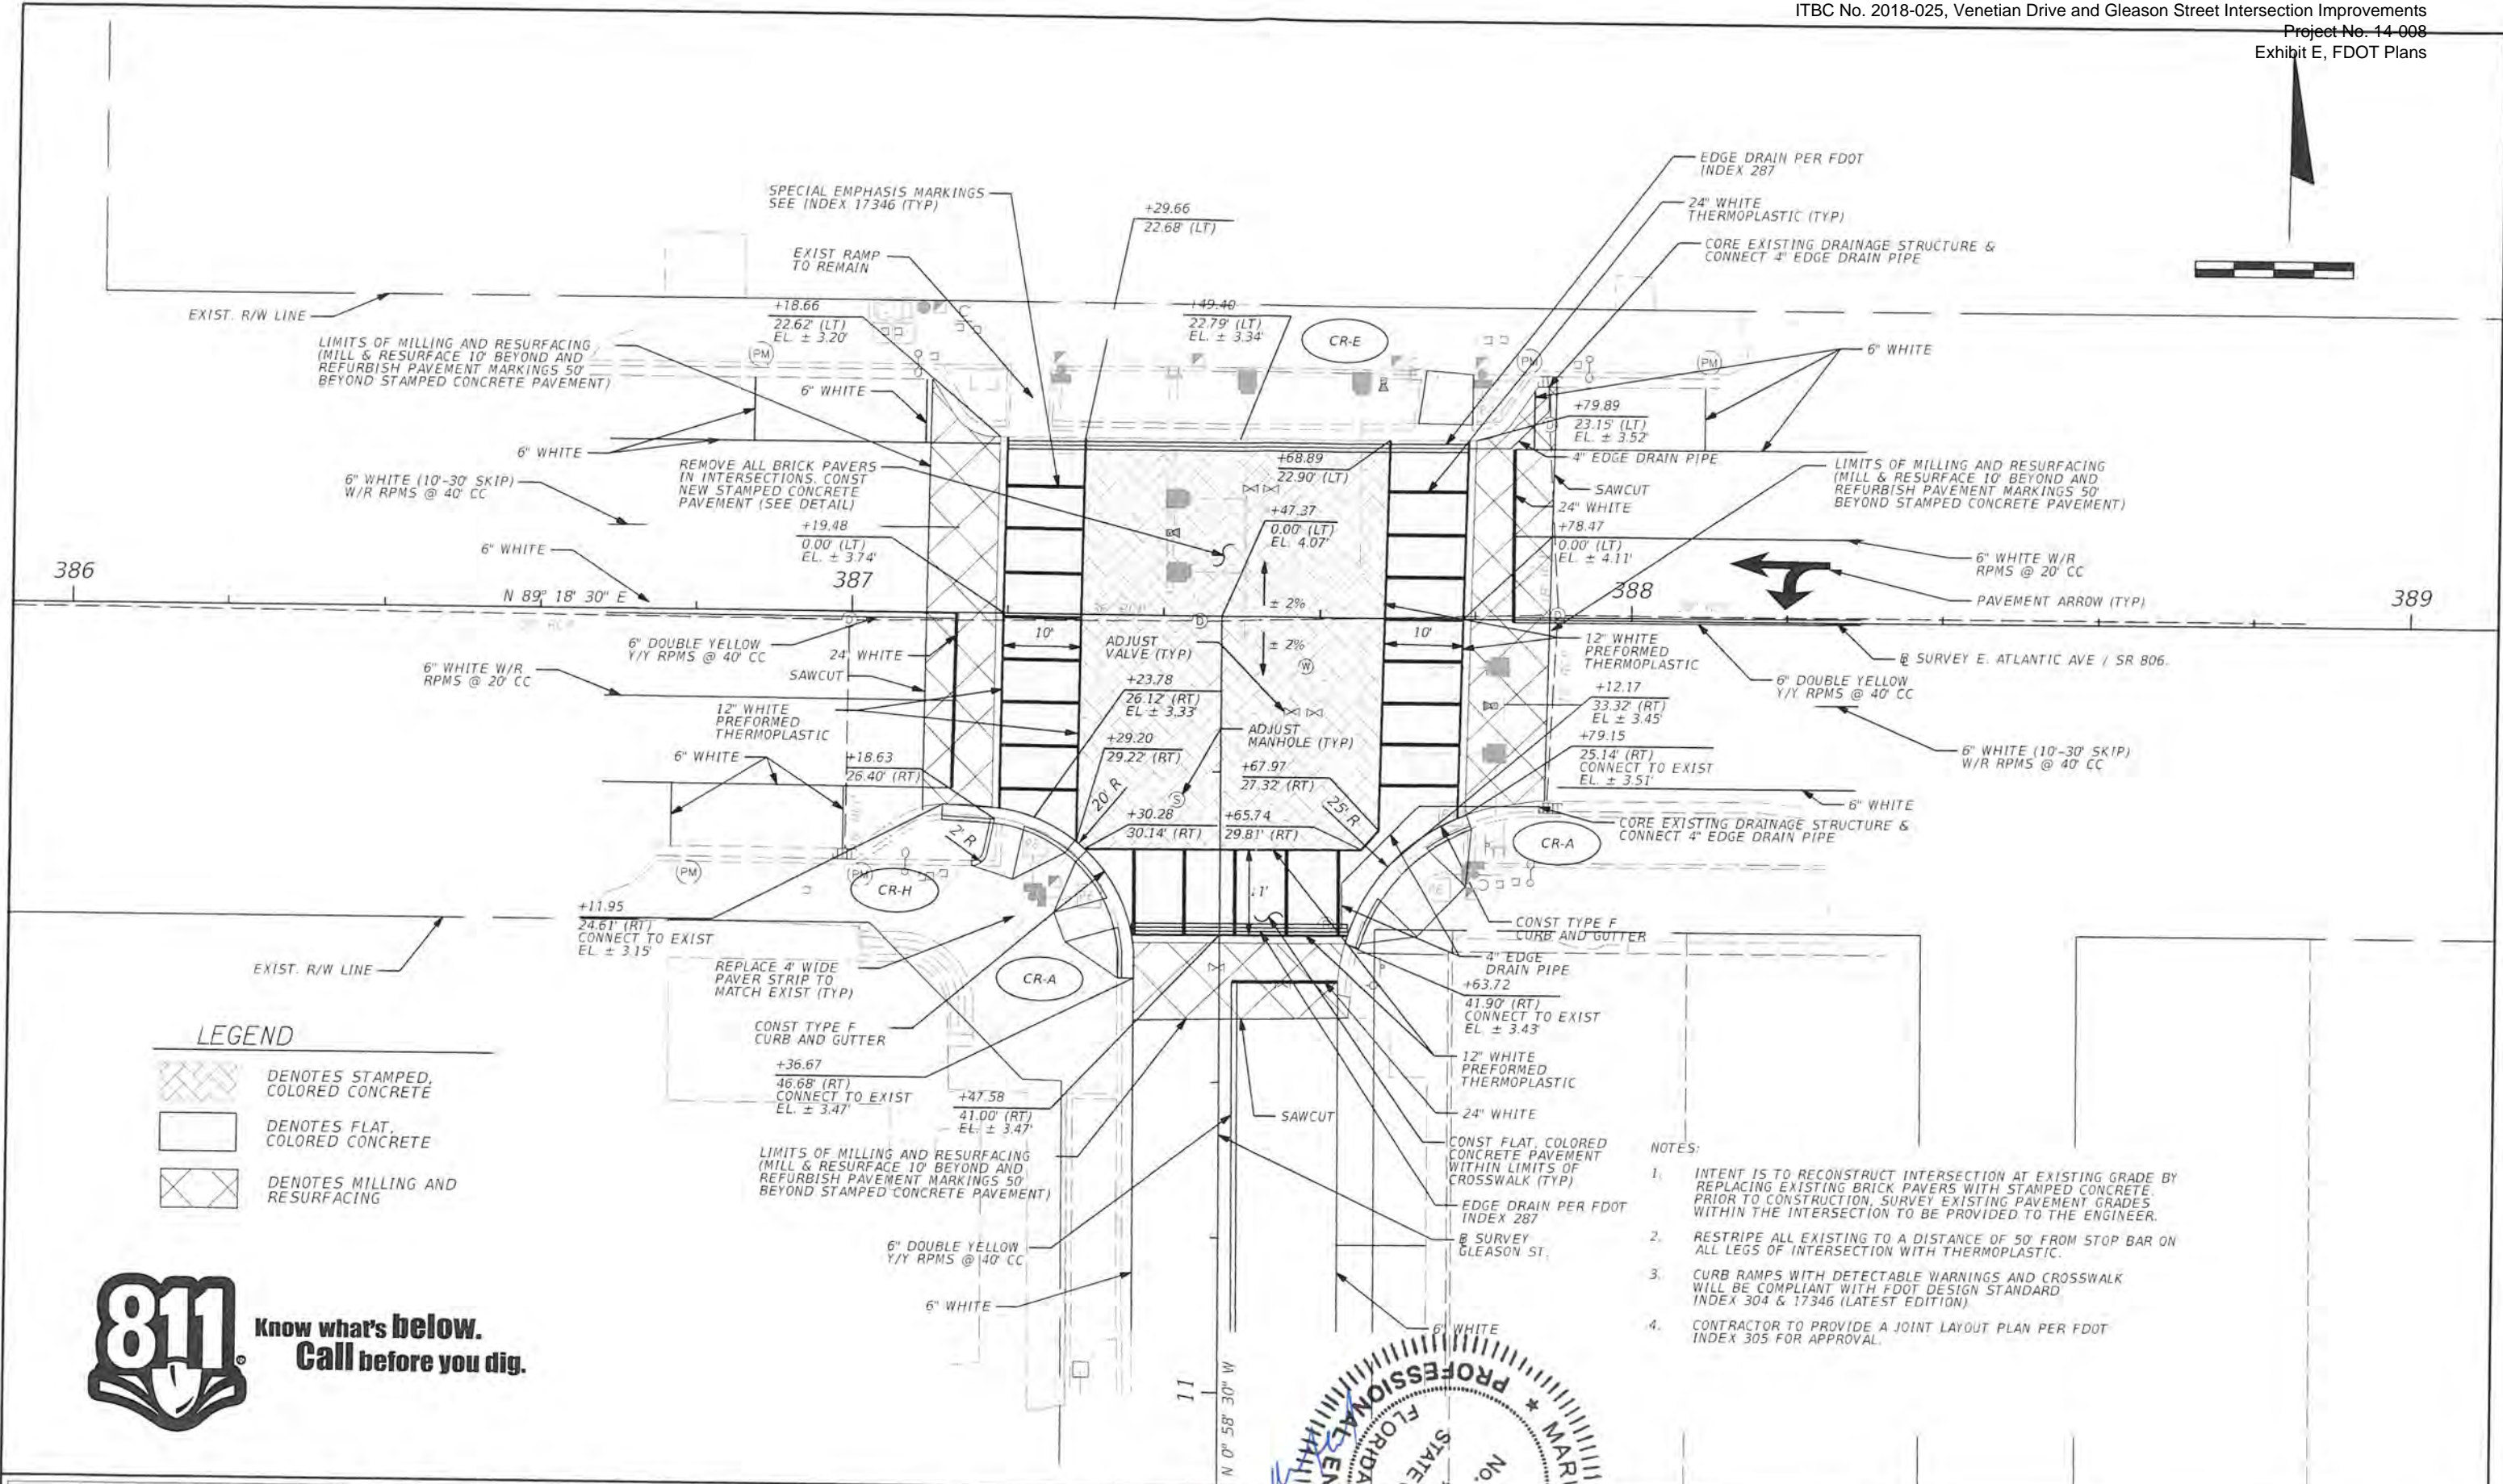 ITBC No. 2018-025, Venetian Drive and Gleason Street Intersection Improvements
Project No. 14-008
Exhibit E, FDOT Plans
EDGE DRAIN PER FDOT
INDEX 287
24" WHITE
THERMOPLASTIC (TYP)
CORE EXISTING DRAINAGE STRUCTURE &
CONNECT 4" EDGE DRAIN PIPE
SPECIAL EMPHASIS MARKINGS
SEE INDEX 17346 (TYP)
+29.66
22.68' (LT)
EXIST RAMP
TO REMAIN
EXIST. R/W LINE
+18.66
22.62' (LT)
EL. ± 3.20'
+49.40
22.79' (LT)
EL. ± 3.34'
CR-E
LIMITS OF MILLING AND RESURFACING
(MILL & RESURFACE 10' BEYOND AND
REFURBISH PAVEMENT MARKINGS 50'
BEYOND STAMPED CONCRETE PAVEMENT)
PM
PM
PM
6" WHITE
6" WHITE
+79.89
23.15' (LT)
EL. ± 3.52'
6" WHITE
REMOVE ALL BRICK PAVERS
IN INTERSECTIONS. CONST
NEW STAMPED CONCRETE
PAVEMENT (SEE DETAIL)
+68.89
22.90' (LT)
4" EDGE DRAIN PIPE
LIMITS OF MILLING AND RESURFACING
(MILL & RESURFACE 10' BEYOND AND
REFURBISH PAVEMENT MARKINGS 50'
BEYOND STAMPED CONCRETE PAVEMENT)
6" WHITE (10'-30' SKIP)
W/R RPMS @ 40' CC
SAWCUT
24" WHITE
+19.48
0.00' (LT)
EL. ± 3.74'
+47.37
0.00' (LT)
EL. 4.07'
+78.47
0.00' (LT)
EL. ± 4.11'
6" WHITE
6" WHITE W/R
RPMS @ 20' CC
386
387
388
389
N 89° 18' 30" E
PAVEMENT ARROW (TYP)
± 2%
D
D
6" DOUBLE YELLOW
Y/Y RPMS @ 40' CC
24" WHITE
10'
ADJUST
VALVE (TYP)
± 2%
W
10'
12" WHITE
PREFORMED
THERMOPLASTIC
B SURVEY E. ATLANTIC AVE / SR 806.
6" WHITE W/R
RPMS @ 20' CC
SAWCUT
6" DOUBLE YELLOW
Y/Y RPMS @ 40' CC
+23.78
26.12' (RT)
EL ± 3.33'
+12.17
33.32' (RT)
EL ± 3.45'
12" WHITE
PREFORMED
THERMOPLASTIC
ADJUST
MANHOLE (TYP)
+29.20
29.22' (RT)
+79.15
25.14' (RT)
CONNECT TO EXIST
EL. ± 3.51'
6" WHITE (10'-30' SKIP)
W/R RPMS @ 40' CC
6" WHITE
+18.63
26.40' (RT)
+67.97
27.32' (RT)
20' R
S
25' R
6" WHITE
+30.28
30.14' (RT)
+65.74
29.81' (RT)
2' R
CORE EXISTING DRAINAGE STRUCTURE &
CONNECT 4" EDGE DRAIN PIPE
CR-A
PM
PM
CR-H
+11.95
24.61' (RT)
CONNECT TO EXIST
EL. ± 3.15'
CONST TYPE F
CURB AND GUTTER
EXIST. R/W LINE
REPLACE 4' WIDE
PAVER STRIP TO
MATCH EXIST (TYP)
CR-A
4" EDGE
DRAIN PIPE
+63.72
41.90' (RT)
CONNECT TO EXIST
EL. ± 3.43'
CONST TYPE F
CURB AND GUTTER
LEGEND
DENOTES STAMPED,
COLORED CONCRETE
DENOTES FLAT,
COLORED CONCRETE
DENOTES MILLING AND
RESURFACING
+36.67
46.68' (RT)
CONNECT TO EXIST
EL. ± 3.47'
+47.58
41.00' (RT)
EL. ± 3.47'
12" WHITE
PREFORMED
THERMOPLASTIC
SAWCUT
24" WHITE
LIMITS OF MILLING AND RESURFACING
(MILL & RESURFACE 10' BEYOND AND
REFURBISH PAVEMENT MARKINGS 50'
BEYOND STAMPED CONCRETE PAVEMENT)
CONST FLAT, COLORED
CONCRETE PAVEMENT
WITHIN LIMITS OF
CROSSWALK (TYP)
EDGE DRAIN PER FDOT
INDEX 287
B SURVEY
GLEASON ST.
6" DOUBLE YELLOW
Y/Y RPMS @ 40' CC
6" WHITE
6" WHITE
NOTES:
1. INTENT IS TO RECONSTRUCT INTERSECTION AT EXISTING GRADE BY
REPLACING EXISTING BRICK PAVERS WITH STAMPED CONCRETE.
PRIOR TO CONSTRUCTION, SURVEY EXISTING PAVEMENT GRADES
WITHIN THE INTERSECTION TO BE PROVIDED TO THE ENGINEER.
2. RESTRIPE ALL EXISTING TO A DISTANCE OF 50' FROM STOP BAR ON
ALL LEGS OF INTERSECTION WITH THERMOPLASTIC.
3. CURB RAMPS WITH DETECTABLE WARNINGS AND CROSSWALK
WILL BE COMPLIANT WITH FDOT DESIGN STANDARD
INDEX 304 & 17346 (LATEST EDITION)
4. CONTRACTOR TO PROVIDE A JOINT LAYOUT PLAN PER FDOT
INDEX 305 FOR APPROVAL.
811
Know what's below.
Call before you dig.
11
N 0° 58' 30" W
PROFESSIONAL
FLORIDA
STATE
No.